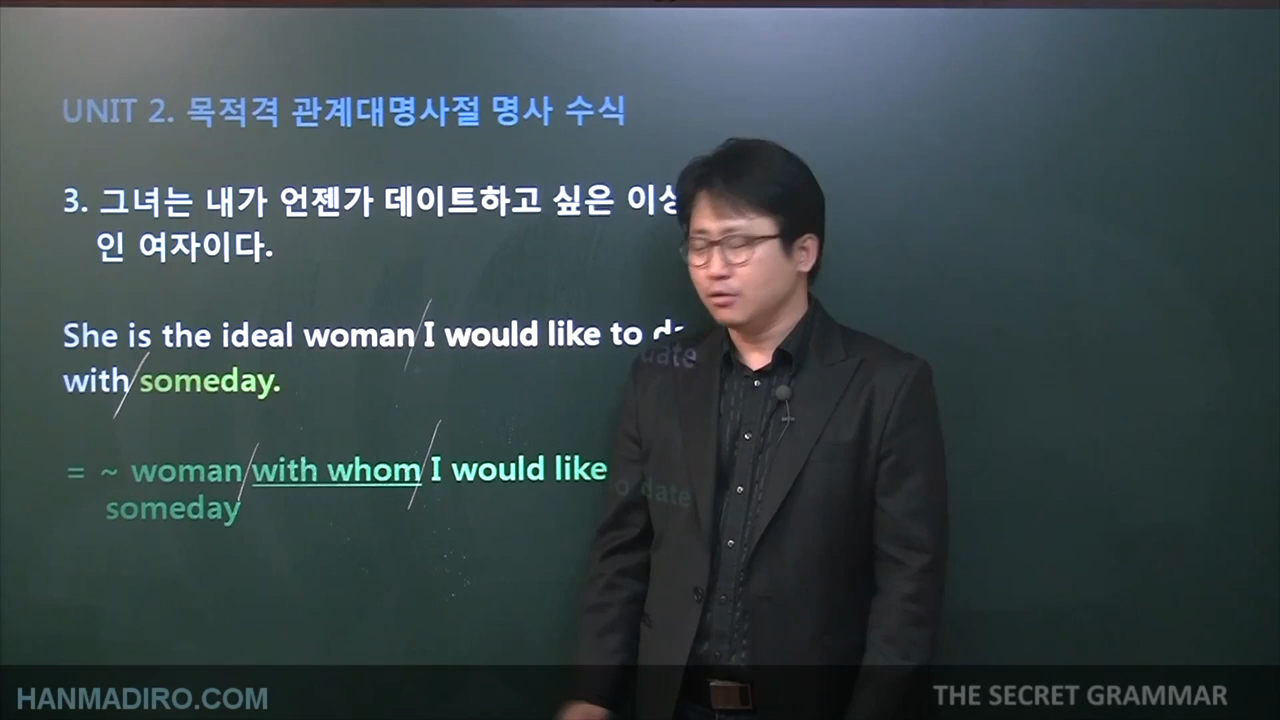 UNIT 2. 목적격 관계대명사절 명사 수식
3. 그녀는 내가 언젠가 데이트하고 싶은
인 여자이다.
She is the ideal woman I would like to date
with someday.
= ~ woman with whom I would like to date
someday
HANMADIRO.COM
THE SECRET GRAMMAR